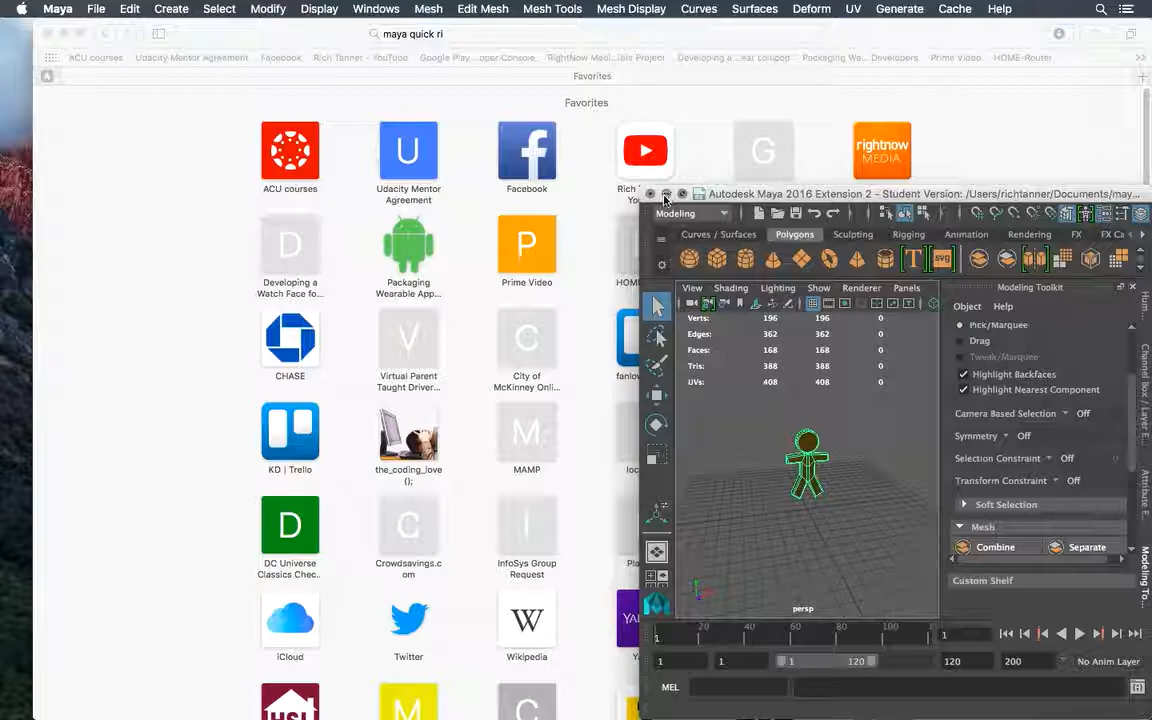 Maya File Edit Create Select Modify Display Windows Mesh Edit Mesh Mesh Tools Mesh Display Curves Surfaces Deform UV Generate Cache Help
maya quick ri
ACU courses Udacity Mentor Agreement Facebook Rich Tanner - YouTube Prime Video HOME-Router
Favorites
Favorites
U
f
G
rightnow
MEDIA
ACU courses
Udacity Mentor
Agreement
Facebook
Autodesk Maya 2016 Extension 2 - Student Version: /Users/richtanner/Documents/may...
Modeling
Curves / Surfaces Polygons Sculpting Rigging Animation Rendering FX FX Ca
D
P
T
SVG
Developing a
Watch Face fo...
Packaging
Wearable App...
Prime Video
View Shading Lighting Show Renderer Panels
Modeling Toolkit
Object Help
Verts: 196 196 0
Edges: 362 362 0
Faces: 168 168 0
Tris: 388 388 0
UVs: 408 408 0
Pick/Marquee
Drag
Tweak/Marquee
Highlight Backfaces
Highlight Nearest Component
Camera Based Selection Off
Symmetry Off
Selection Constraint Off
Transform Constraint Off
Soft Selection
Mesh
Combine Separate
Custom Shelf
V
C
CHASE
Virtual Parent
Taught Driver...
City of
McKinney Onli...
M
KD | Trello
the_coding_love
();
MAMP
D
C
I
DC Universe
Classics Chec...
Crowdsavings.c
om
InfoSys Group
Request
W
iCloud
Twitter
Wikipedia
persp
1 20 40 60 80 100 1
1 1 1 120 120 200 No Anim Layer
MEL
HSL
M
C